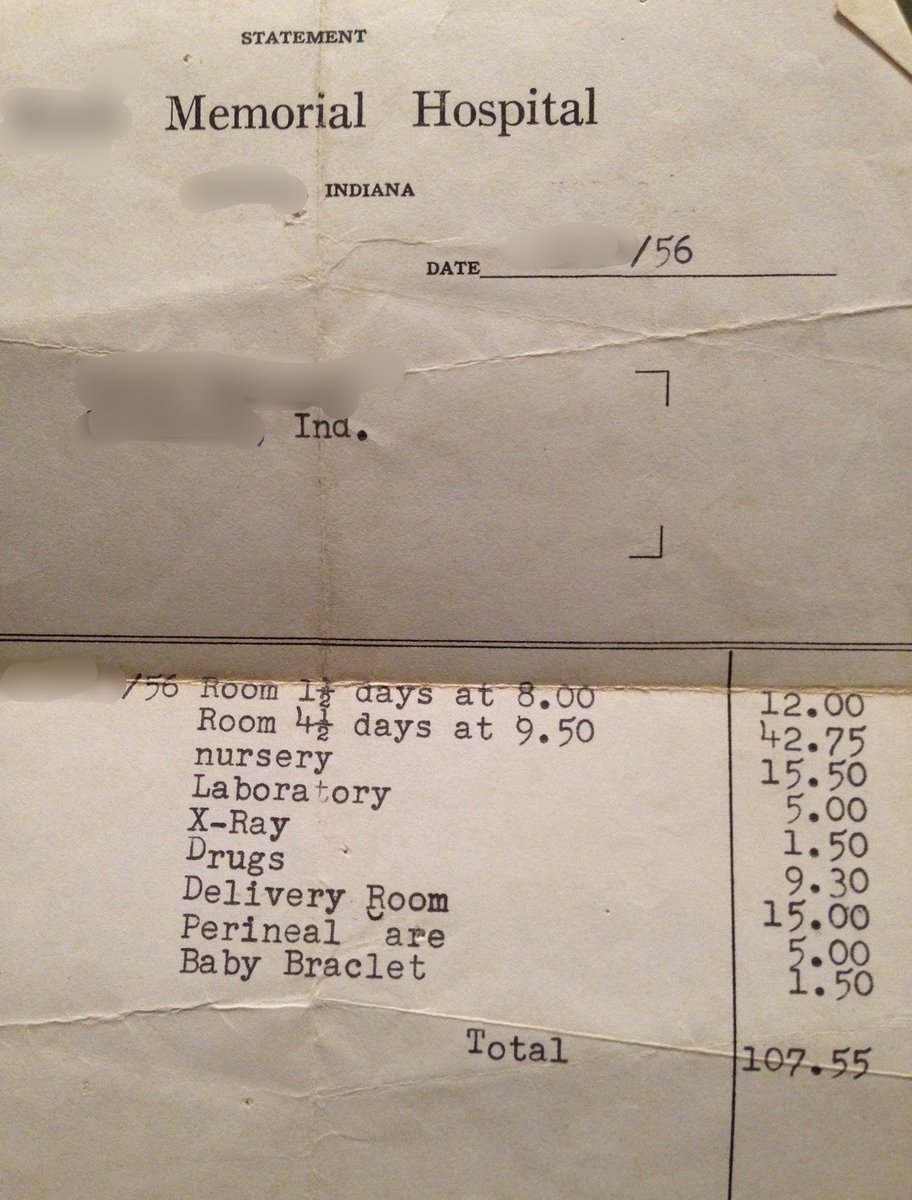 STATEMENT
Memorial Hospital
INDIANA
DATE /56
, Ind.
/56 Room 1½ days at 8.00 12.00
Room 4½ days at 9.50 42.75
nursery 15.50
Laboratory 5.00
X-Ray 1.50
Drugs 9.30
Delivery Room 15.00
Perineal Care 5.00
Baby Braclet 1.50
Total 107.55